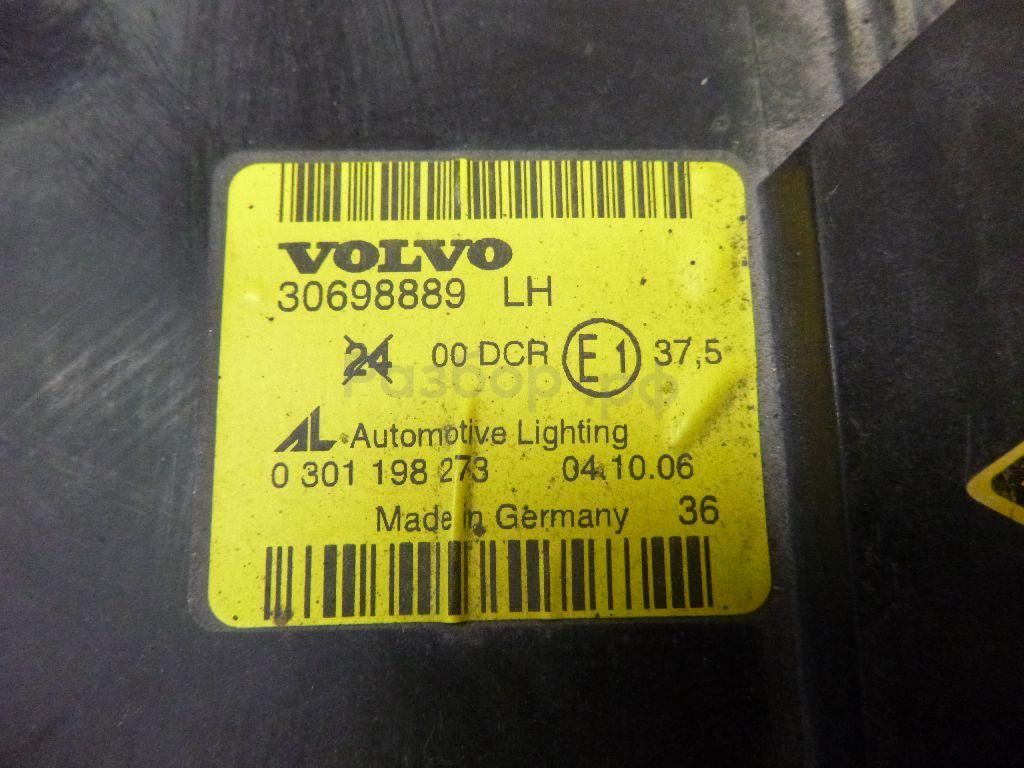 VOLVO
30698889 LH
24 00 DCR E1 37,5
Разбор.рф
AL Automotive Lighting
0 301 198 273 04.10.06
Made in Germany 36